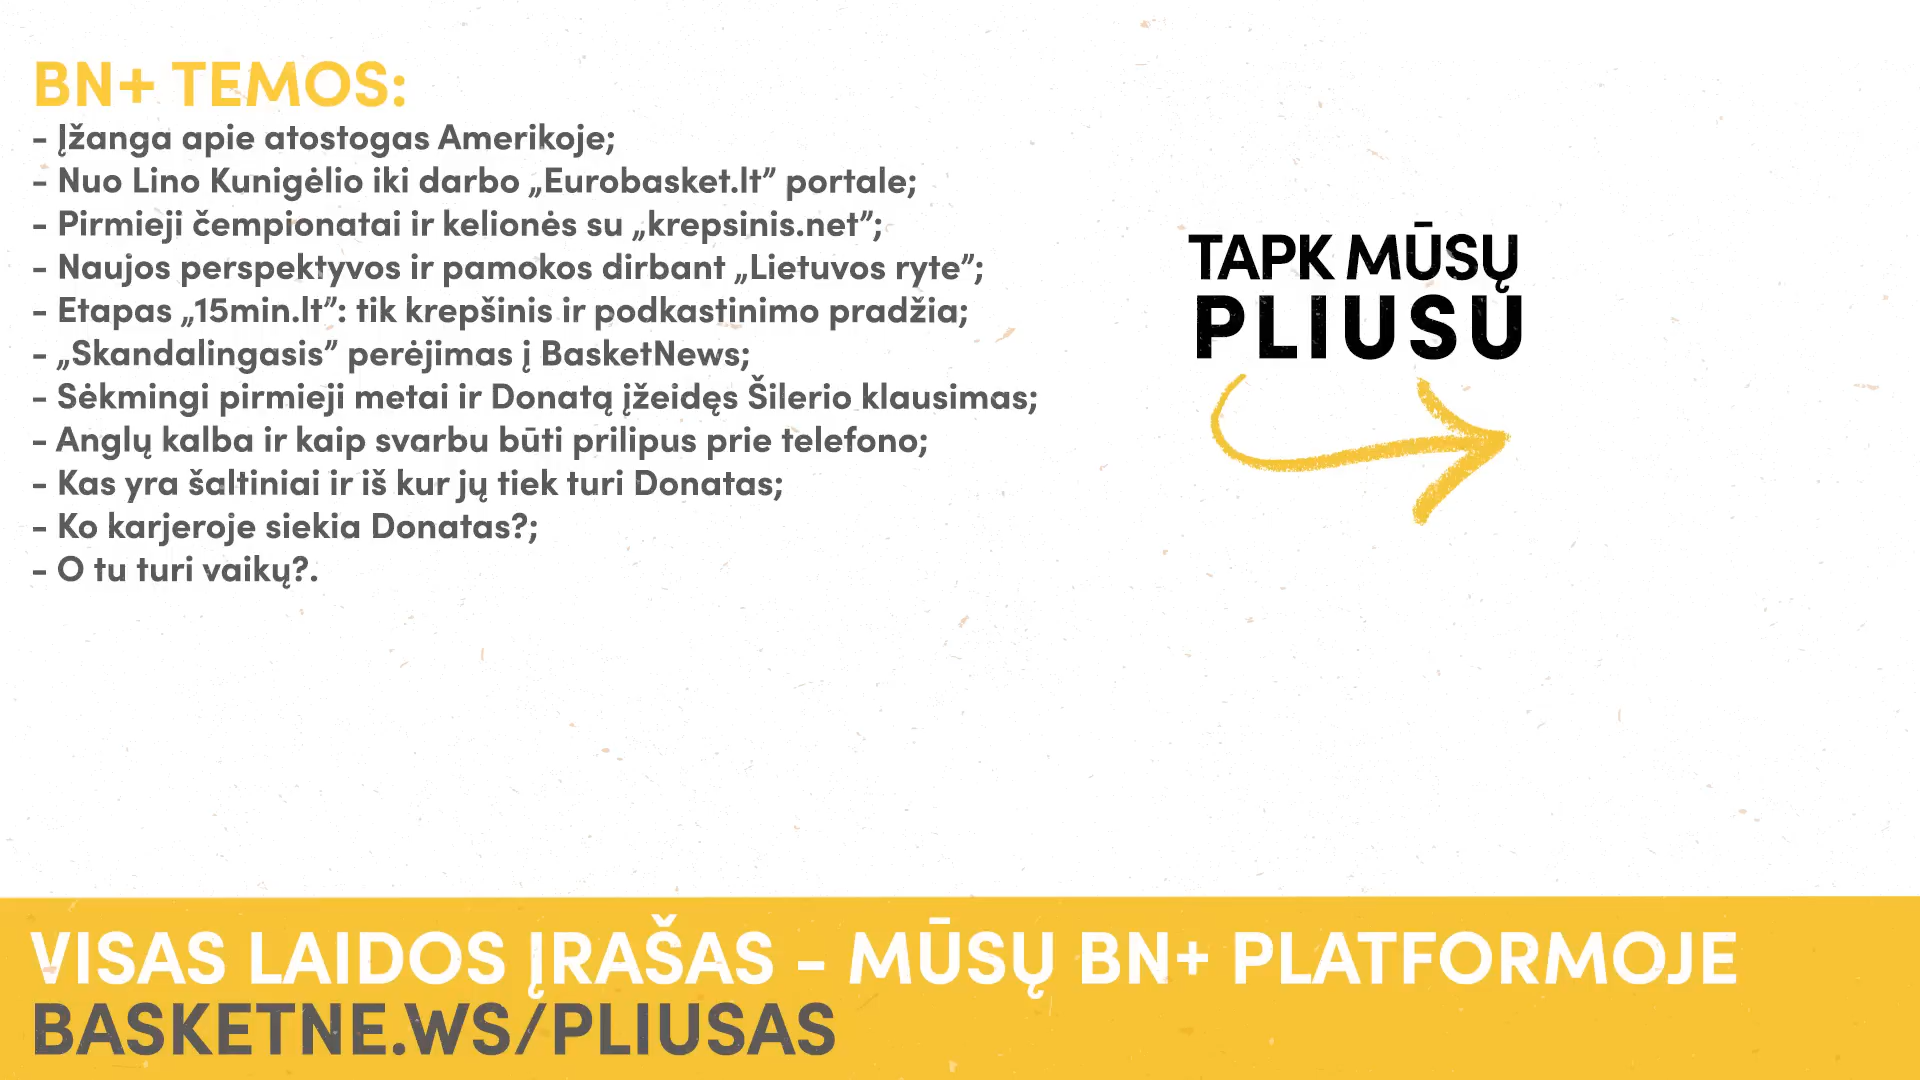 BN+ TEMOS:
- Įžanga apie atostogas Amerikoje;
- Nuo Lino Kunigėlio iki darbo „Eurobasket.lt” portale;
- Pirmieji čempionatai ir kelionės su „krepsinis.net”;
- Naujos perspektyvos ir pamokos dirbant „Lietuvos ryte”;
- Etapas „15min.lt”: tik krepšinis ir podkastinimo pradžia;
- „Skandalingasis” perėjimas į BasketNews;
- Sėkmingi pirmieji metai ir Donatą įžeidęs Šilerio klausimas;
- Anglų kalba ir kaip svarbu būti prilipus prie telefono;
- Kas yra šaltiniai ir iš kur jų tiek turi Donatas;
- Ko karjeroje siekia Donatas?;
- O tu turi vaikų?.
TAPK MŪSŲ
PLIUSU
VISAS LAIDOS ĮRAŠAS - MŪSŲ BN+ PLATFORMOJE
BASKETNE.WS/PLIUSAS